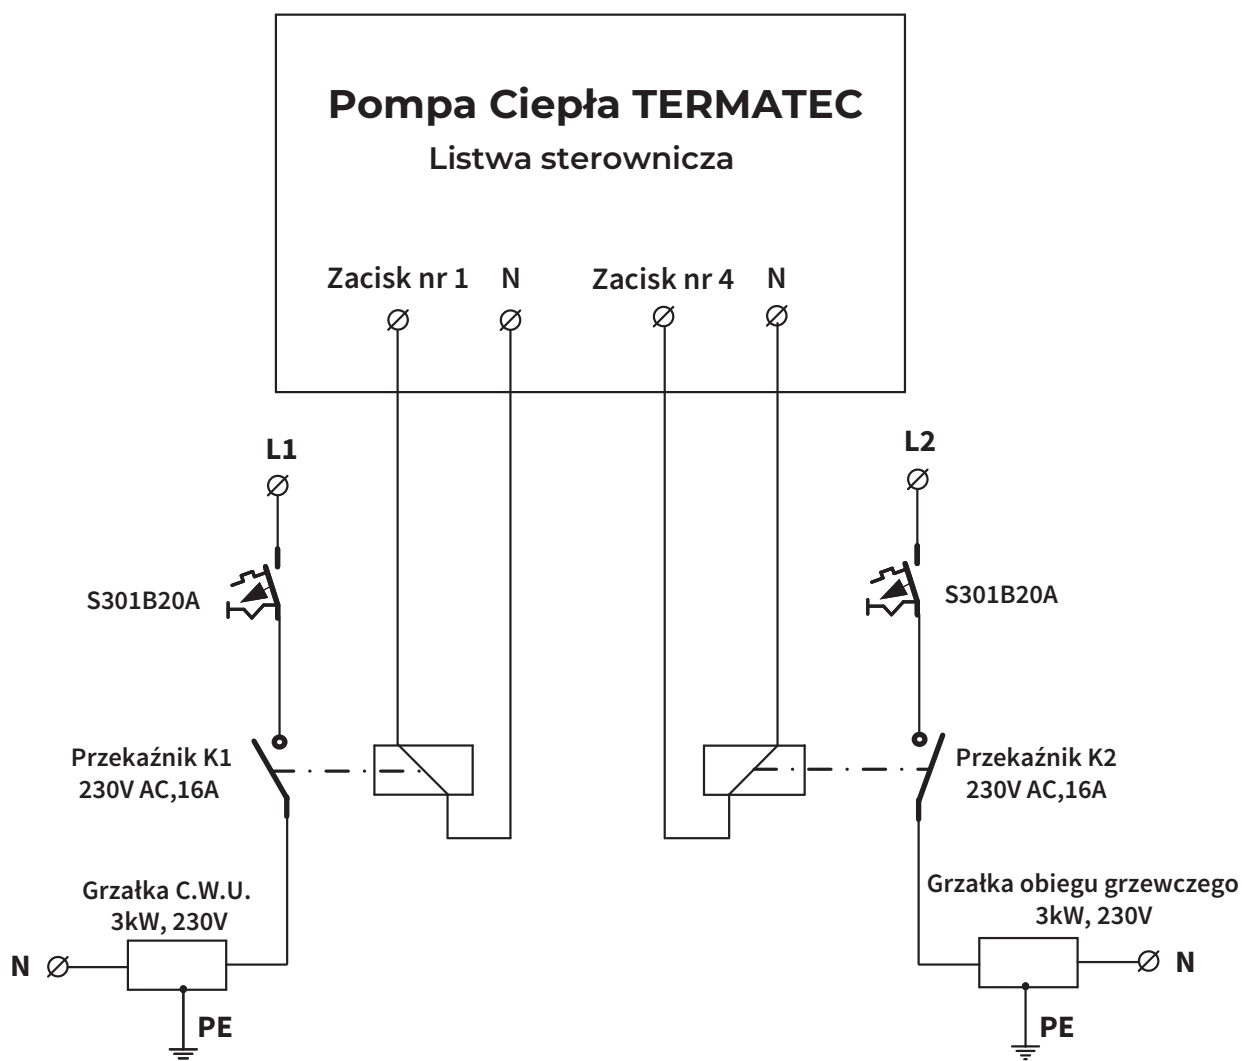 Pompa Ciepła TERMATEC
Listwa sterownicza
Zacisk nr 1 N Zacisk nr 4 N
L1 L2
S301B20A S301B20A
Przekaźnik K1
230V AC,16A
Przekaźnik K2
230V AC,16A
Grzałka C.W.U.
3kW, 230V
Grzałka obiegu grzewczego
3kW, 230V
N N
PE PE